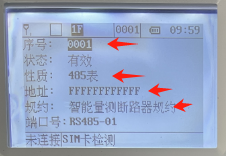 1F 0001 09:59
序号: 0001
状态: 有效
性质: 485表
地址: FFFFFFFFFFFF
规约: 智能量测断路器规约
端口号: RS485-01
未连接 SIM卡检测